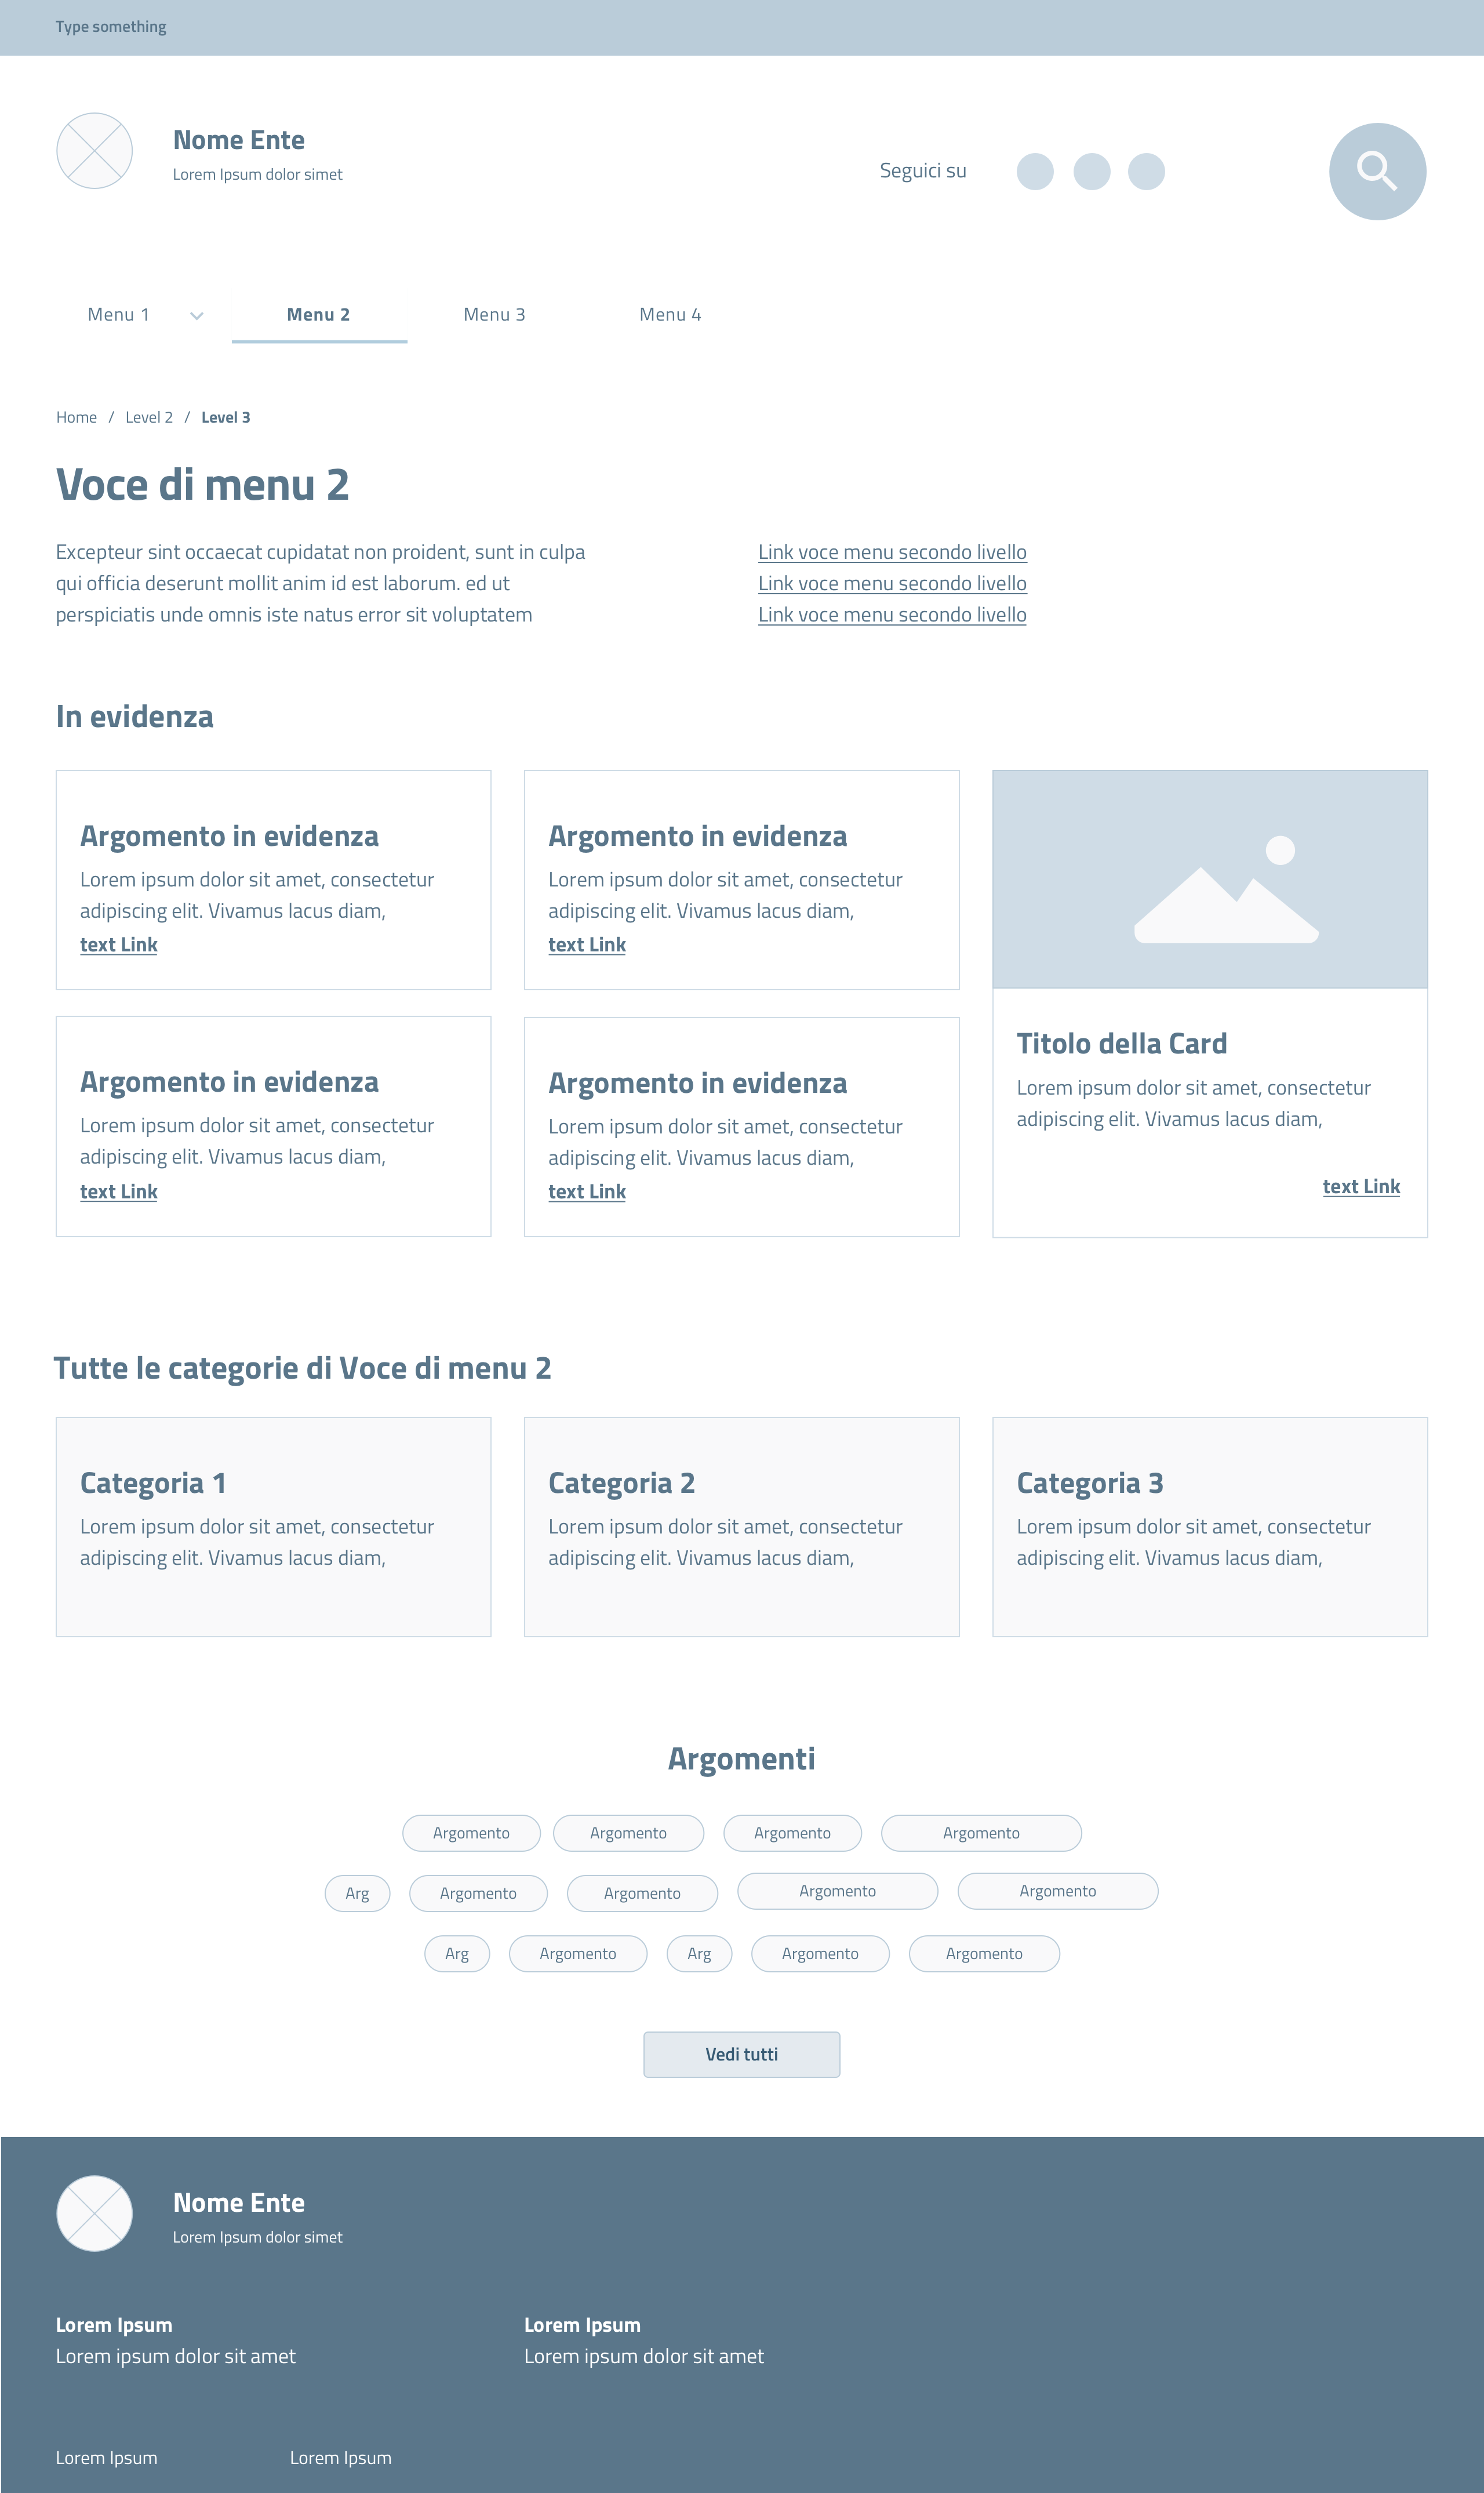 Type something
Nome Ente
Lorem Ipsum dolor simet
Seguici su
Menu 1
Menu 2
Menu 3
Menu 4
Home / Level 2 / Level 3
Voce di menu 2
Excepteur sint occaecat cupidatat non proident, sunt in culpa
qui officia deserunt mollit anim id est laborum. ed ut
perspiciatis unde omnis iste natus error sit voluptatem
Link voce menu secondo livello
Link voce menu secondo livello
Link voce menu secondo livello
In evidenza
Argomento in evidenza
Lorem ipsum dolor sit amet, consectetur
adipiscing elit. Vivamus lacus diam,
text Link
Argomento in evidenza
Lorem ipsum dolor sit amet, consectetur
adipiscing elit. Vivamus lacus diam,
text Link
Argomento in evidenza
Lorem ipsum dolor sit amet, consectetur
adipiscing elit. Vivamus lacus diam,
text Link
Argomento in evidenza
Lorem ipsum dolor sit amet, consectetur
adipiscing elit. Vivamus lacus diam,
text Link
Titolo della Card
Lorem ipsum dolor sit amet, consectetur
adipiscing elit. Vivamus lacus diam,
text Link
Tutte le categorie di Voce di menu 2
Categoria 1
Lorem ipsum dolor sit amet, consectetur
adipiscing elit. Vivamus lacus diam,
Categoria 2
Lorem ipsum dolor sit amet, consectetur
adipiscing elit. Vivamus lacus diam,
Categoria 3
Lorem ipsum dolor sit amet, consectetur
adipiscing elit. Vivamus lacus diam,
Argomenti
Argomento
Argomento
Argomento
Argomento
Arg
Argomento
Argomento
Argomento
Argomento
Arg
Argomento
Arg
Argomento
Argomento
Vedi tutti
Nome Ente
Lorem Ipsum dolor simet
Lorem Ipsum
Lorem ipsum dolor sit amet
Lorem Ipsum
Lorem ipsum dolor sit amet
Lorem Ipsum
Lorem Ipsum